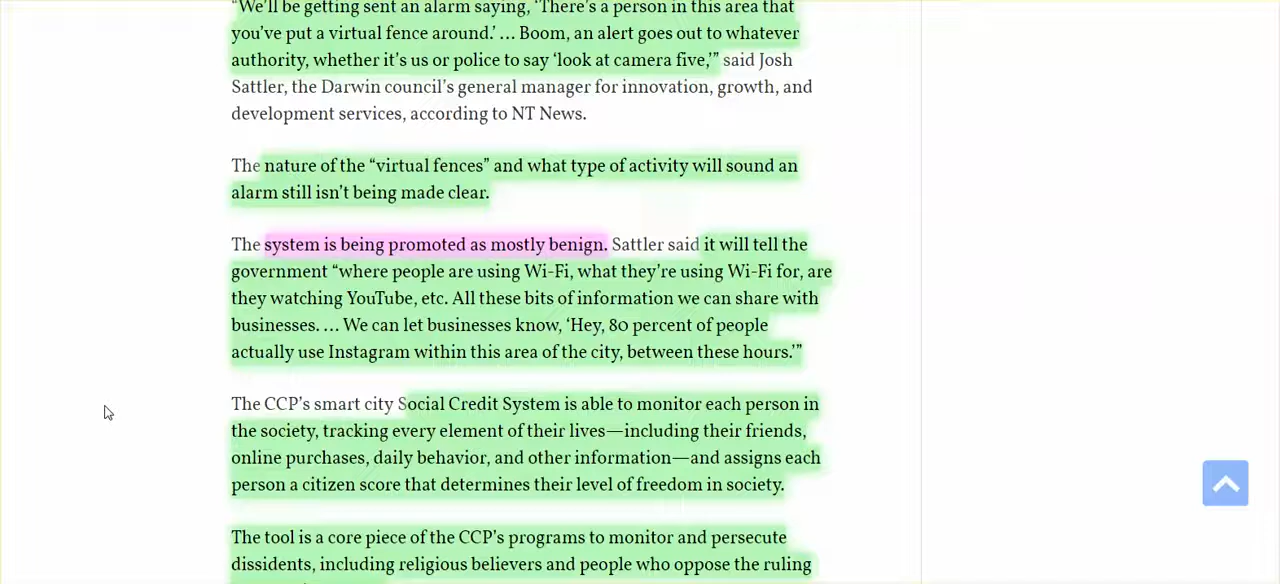 “We’ll be getting sent an alarm saying, ‘There’s a person in this area that
you’ve put a virtual fence around.’ … Boom, an alert goes out to whatever
authority, whether it’s us or police to say ‘look at camera five,’” said Josh
Sattler, the Darwin council’s general manager for innovation, growth, and
development services, according to NT News.
The nature of the “virtual fences” and what type of activity will sound an
alarm still isn’t being made clear.
The system is being promoted as mostly benign. Sattler said it will tell the
government “where people are using Wi-Fi, what they’re using Wi-Fi for, are
they watching YouTube, etc. All these bits of information we can share with
businesses. … We can let businesses know, ‘Hey, 80 percent of people
actually use Instagram within this area of the city, between these hours.’”
The CCP’s smart city Social Credit System is able to monitor each person in
the society, tracking every element of their lives—including their friends,
online purchases, daily behavior, and other information—and assigns each
person a citizen score that determines their level of freedom in society.
The tool is a core piece of the CCP’s programs to monitor and persecute
dissidents, including religious believers and people who oppose the ruling